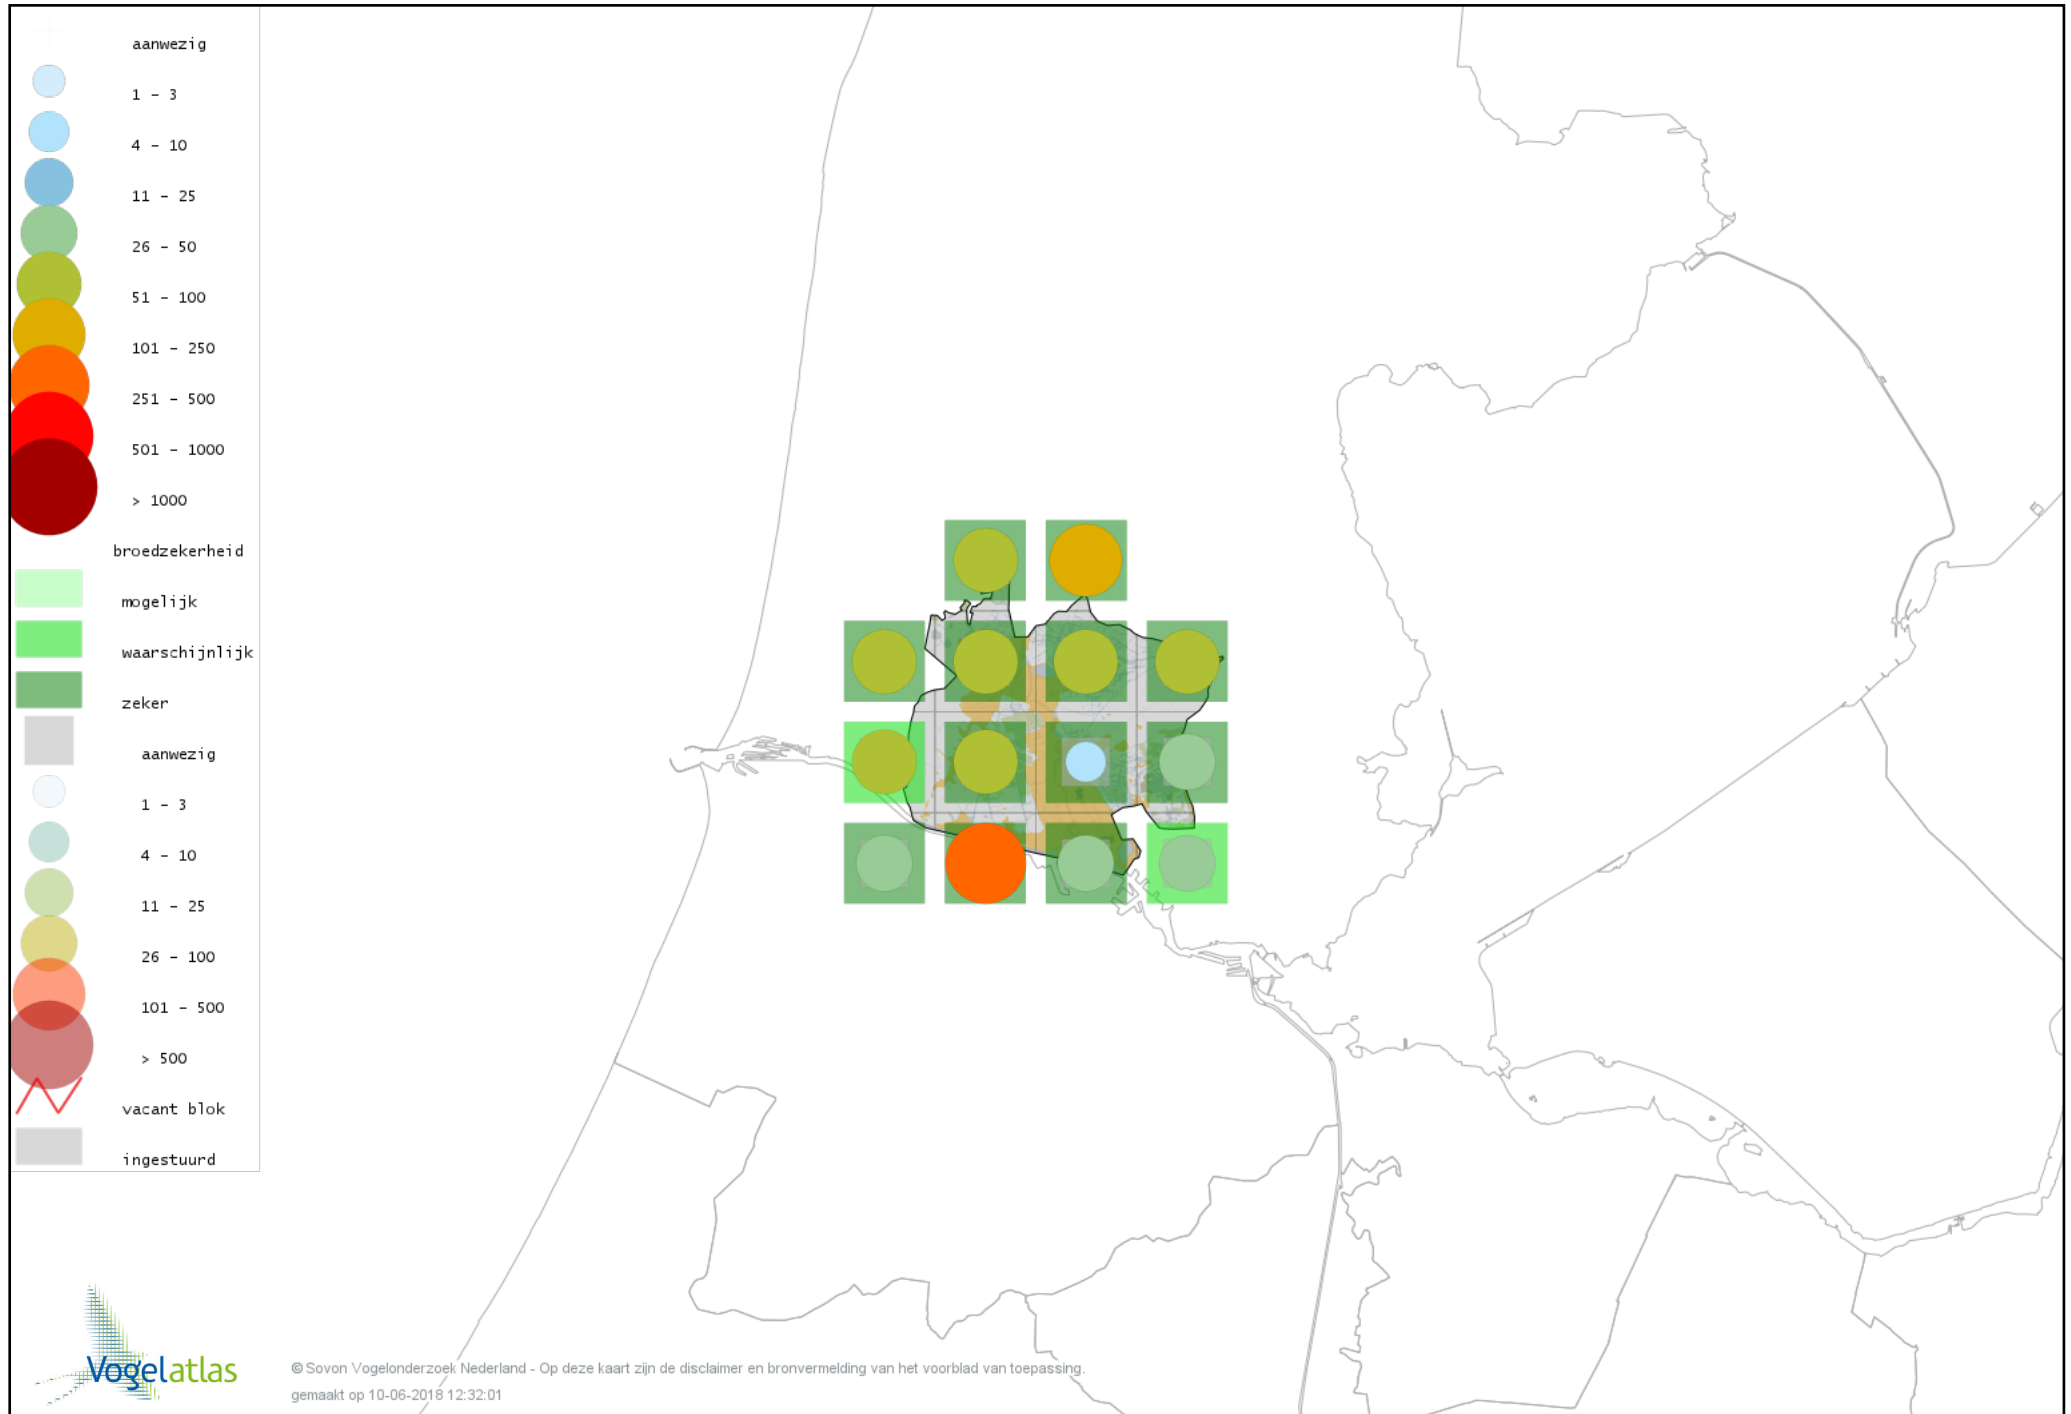 aanwezig
1 - 3
4 - 10
11 - 25
26 - 50
51 - 100
101 - 250
251 - 500
501 - 1000
> 1000
broedzekerheid
mogelijk
waarschijnlijk
zeker
aanwezig
1 - 3
4 - 10
11 - 25
26 - 100
101 - 500
> 500
vacant blok
ingestuurd
Vogelatlas
© Sovon Vogelonderzoek Nederland - Op deze kaart zijn de disclaimer en bronvermelding van het voorblad van toepassing.
gemaakt op 10-06-2018 12:32:01